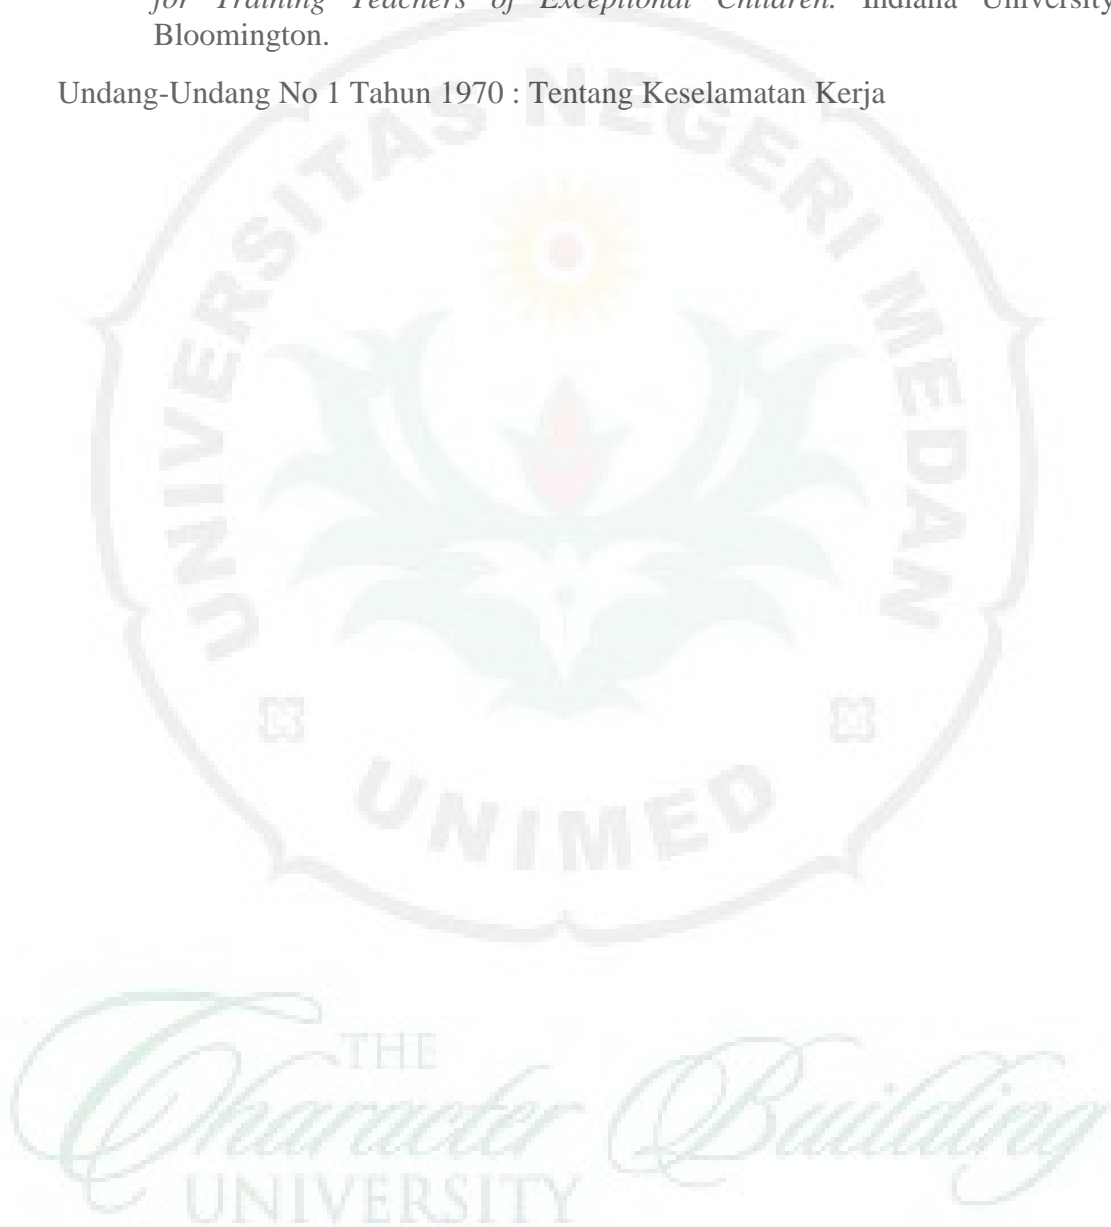 for Training Teachers of Exceptional Children. Indiana University
Bloomington.
Undang-Undang No 1 Tahun 1970 : Tentang Keselamatan Kerja
UNIVERSITAS NEGERI MEDAN
UNIMED
THE
Character Building
UNIVERSITY